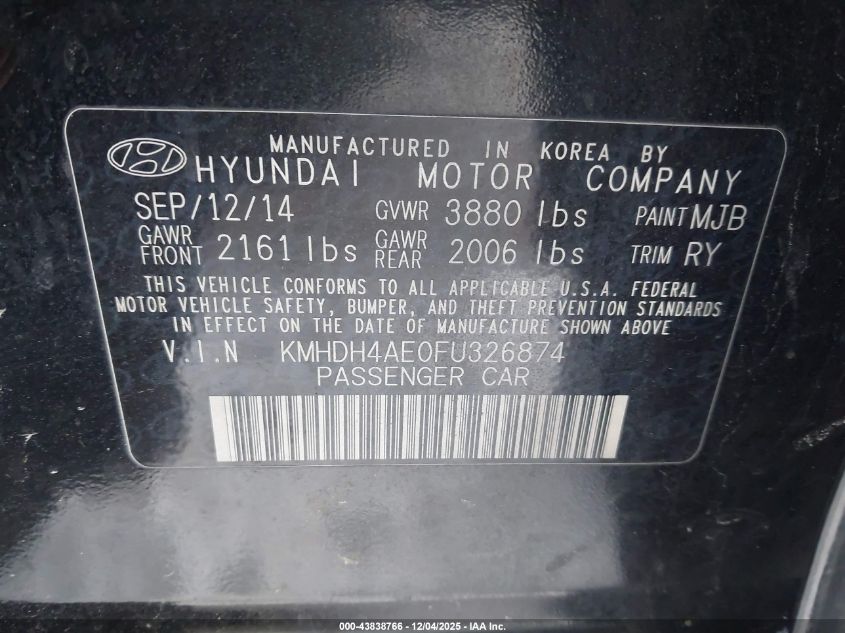 MANUFACTURED IN KOREA BY
HYUNDAI MOTOR COMPANY
SEP/12/14 GVWR 3880 lbs PAINT MJB
GAWR FRONT 2161 lbs GAWR REAR 2006 lbs TRIM RY
THIS VEHICLE CONFORMS TO ALL APPLICABLE U.S.A. FEDERAL
MOTOR VEHICLE SAFETY, BUMPER, AND THEFT PREVENTION STANDARDS
IN EFFECT ON THE DATE OF MANUFACTURE SHOWN ABOVE
V.I.N KMHDH4AE0FU326874
PASSENGER CAR
000-43838766 - 12/04/2025 - IAA Inc.